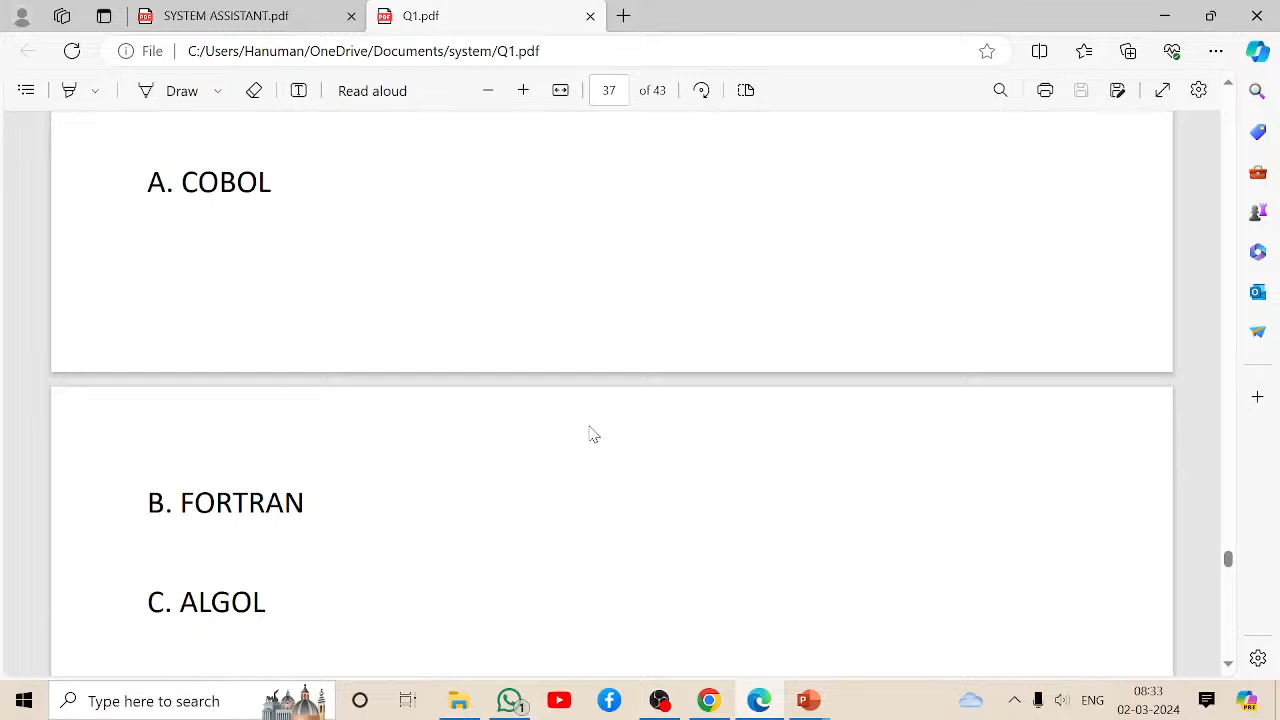 SYSTEM ASSISTANT.pdf
Q1.pdf
File
C:/Users/Hanuman/OneDrive/Documents/system/Q1.pdf
Draw
Read aloud
37 of 43
A. COBOL
B. FORTRAN
C. ALGOL
Type here to search
1
ENG
08:33
02-03-2024